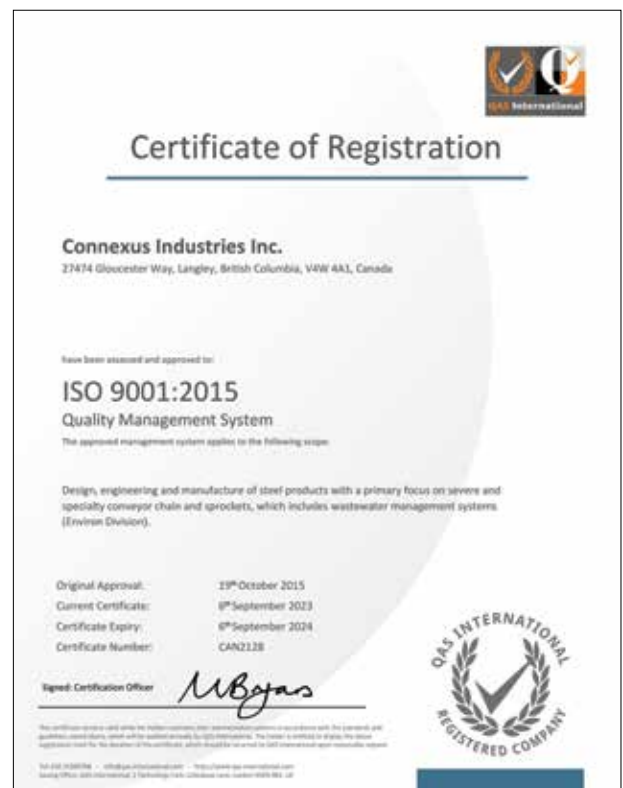 QAS International
Certificate of Registration
Connexus Industries Inc.
27474 Gloucester Way, Langley, British Columbia, V4W 4A1, Canada
have been assessed and approved to:
ISO 9001:2015
Quality Management System
The approved management system applies to the following scope:
Design, engineering and manufacture of steel products with a primary focus on severe and
specialty conveyor chain and sprockets, which includes wastewater management systems
(Environ Division).
Original Approval: 19th October 2015
Current Certificate: 6th September 2023
Certificate Expiry: 6th September 2024
Certificate Number: CAN2128
Signed: Certification Officer
QAS INTERNATIONAL
REGISTERED COMPANY